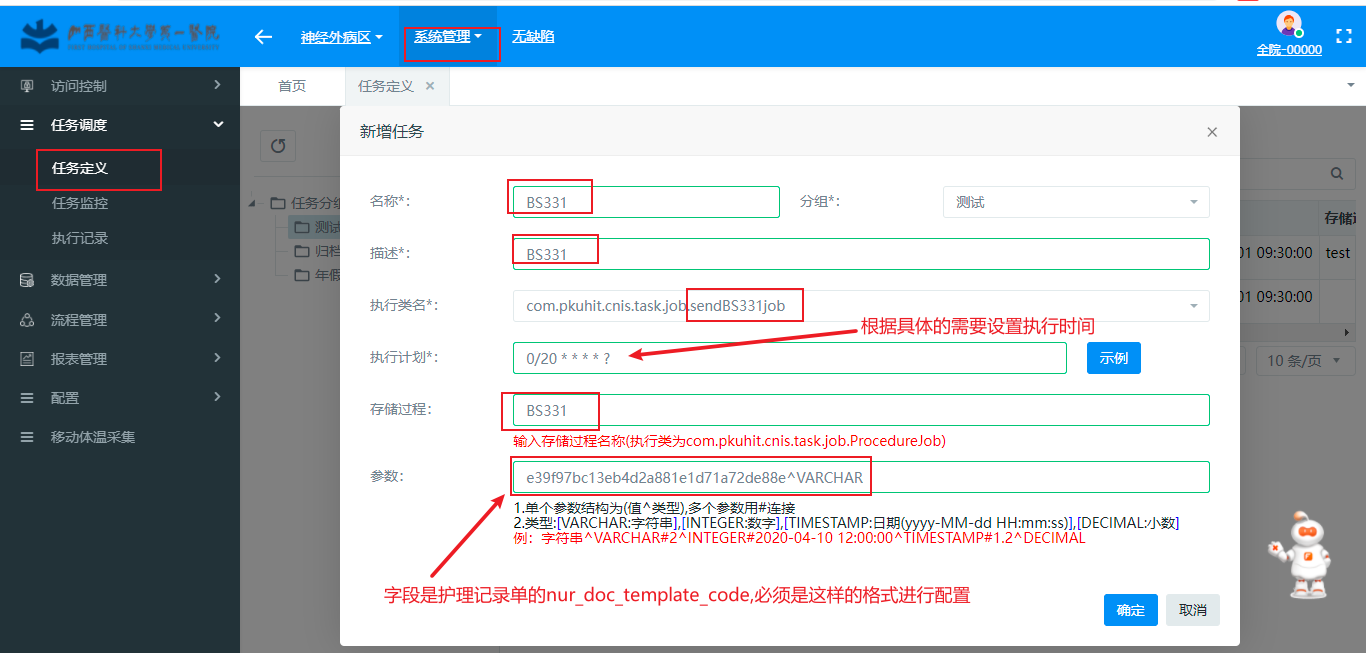 神经外病区
系统管理
无缺陷
全院-00000
访问控制
任务调度
任务定义
任务监控
执行记录
数据管理
流程管理
报表管理
配置
移动体温采集
首页
任务定义 ×
任务分组
测试
归档
年假
新增任务 ×
名称*: BS331 分组*: 测试
描述*: BS331
执行类名*: com.pkuhit.cnis.task.job.sendBS331job
根据具体的需要设置执行时间
执行计划*: 0/20 * * * * ? 示例
存储过程: BS331
输入存储过程名称(执行类为com.pkuhit.cnis.task.job.ProcedureJob)
参数: e39f97bc13eb4d2a881e1d71a72de88e^VARCHAR
1.单个参数结构为(值^类型),多个参数用#连接
2.类型:[VARCHAR:字符串],[INTEGER:数字],[TIMESTAMP:日期(yyyy-MM-dd HH:mm:ss)],[DECIMAL:小数]
例：字符串^VARCHAR#2^INTEGER#2020-04-10 12:00:00^TIMESTAMP#1.2^DECIMAL
字段是护理记录单的nur_doc_template_code,必须是这样的格式进行配置
确定 取消
存储过
01 09:30:00 test
01 09:30:00
10 条/页